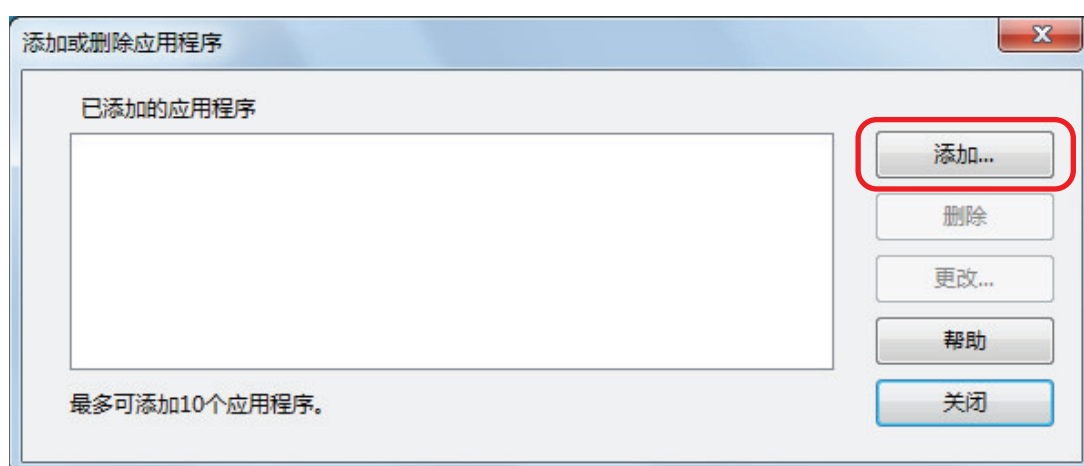 添加或删除应用程序
已添加的应用程序
添加...
删除
更改...
帮助
关闭
最多可添加10个应用程序。